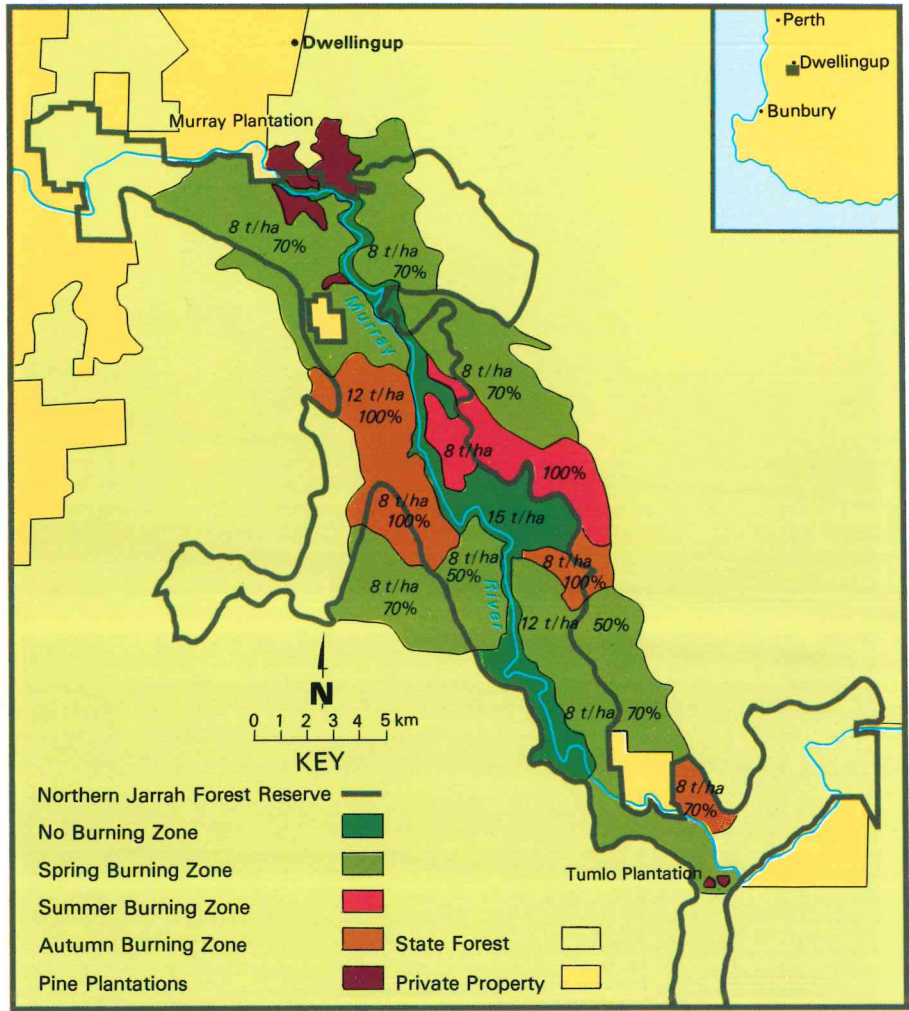 Dwellingup
Perth
Dwellingup
Bunbury
Murray Plantation
8 t/ha
70%
8 t/ha
70%
Murray
8 t/ha
70%
12 t/ha
100%
8 t/ha
100%
8 t/ha
100%
15 t/ha
8 t/ha
50%
8 t/ha
100%
8 t/ha
70%
River
12 t/ha
50%
8 t/ha
70%
8 t/ha
70%
Tumlo Plantation
N
0 1 2 3 4 5 km
KEY
Northern Jarrah Forest Reserve
No Burning Zone
Spring Burning Zone
Summer Burning Zone
Autumn Burning Zone State Forest
Pine Plantations Private Property